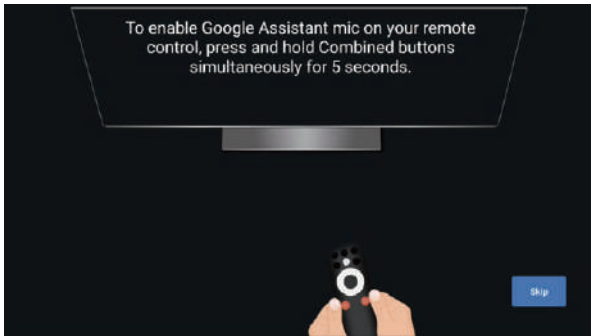 To enable Google Assistant mic on your remote
control, press and hold Combined buttons
simultaneously for 5 seconds.
Skip